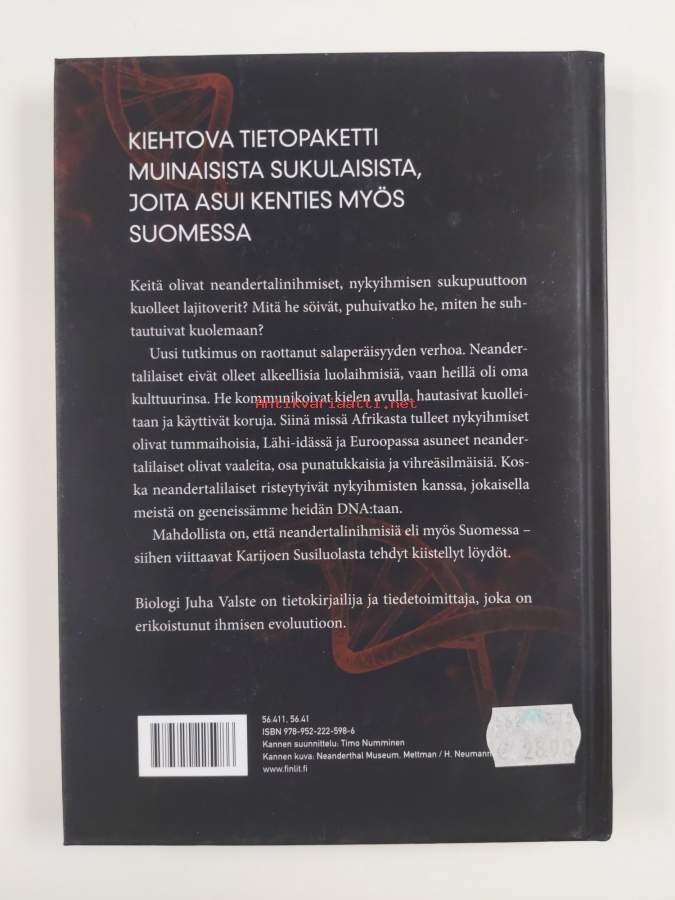 KIEHTOVA TIETOPAKETTI
MUINAISISTA SUKULAISISTA,
JOITA ASUI KENTIES MYÖS
SUOMESSA
Keitä olivat neandertalinihmiset, nykyihmisen sukupuuttoon
kuolleet lajitoverit? Mitä he söivät, puhuivatko he, miten he suh-
tautuivat kuolemaan?
Uusi tutkimus on raottanut salaperäisyyden verhoa. Neander-
talilaiset eivät olleet alkeellisia luolaihmisiä, vaan heillä oli oma
kulttuurinsa. He kommunikoivat kielen avulla, hautasivat kuollei-
Antikvariaatti.net
taan ja käyttivät koruja. Siinä missä Afrikasta tulleet nykyihmiset
olivat tummaihoisia, Lähi-idässä ja Euroopassa asuneet neander-
talilaiset olivat vaaleita, osa punatukkaisia ja vihreäsilmäisiä. Kos-
ka neandertalilaiset risteytyivät nykyihmisten kanssa, jokaisella
meistä on geeneissämme heidän DNA:taan.
Mahdollista on, että neandertalinihmisiä eli myös Suomessa –
siihen viittaavat Karijoen Susiluolasta tehdyt kiistellyt löydöt.
Biologi Juha Valste on tietokirjailija ja tiedetoimittaja, joka on
erikoistunut ihmisen evoluutioon.
56.411, 56.41
ISBN 978-952-222-598-6
Kannen suunnittelu: Timo Numminen
Kannen kuva: Neanderthal Museum, Mettman / H. Neumann
www.finlit.fi
28.00